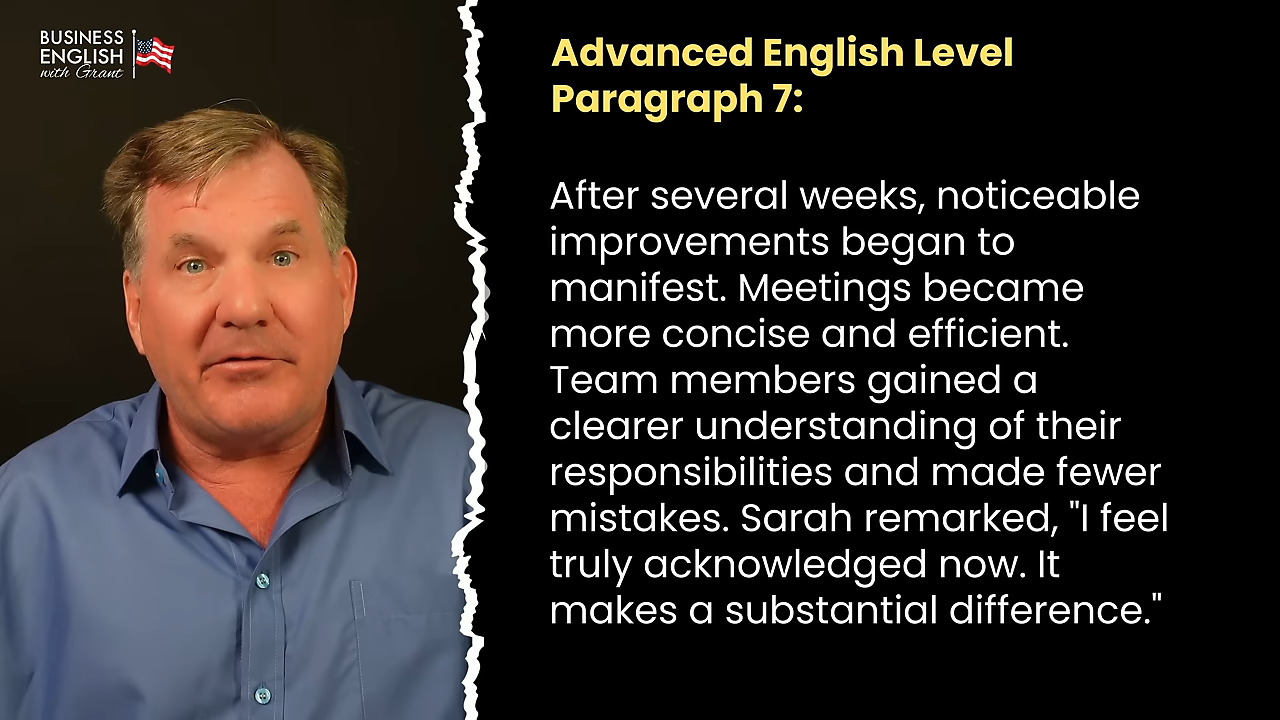 BUSINESS
ENGLISH
with Grant
Advanced English Level
Paragraph 7:
After several weeks, noticeable
improvements began to
manifest. Meetings became
more concise and efficient.
Team members gained a
clearer understanding of their
responsibilities and made fewer
mistakes. Sarah remarked, "I feel
truly acknowledged now. It
makes a substantial difference."